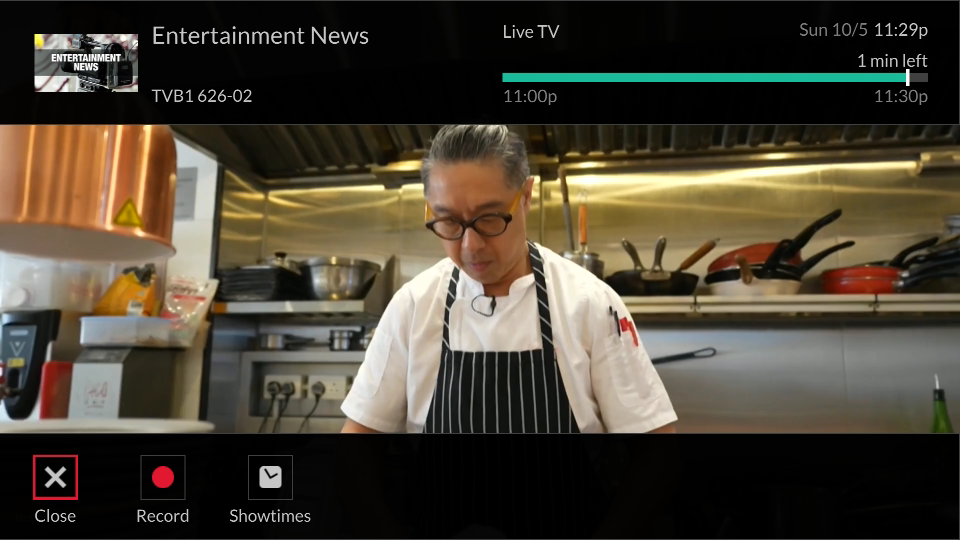 Entertainment News
Live TV
Sun 10/5 11:29p
1 min left
ENTERTAINMENT
NEWS
TVB1 626-02
11:00p
11:30p
Close
Record
Showtimes